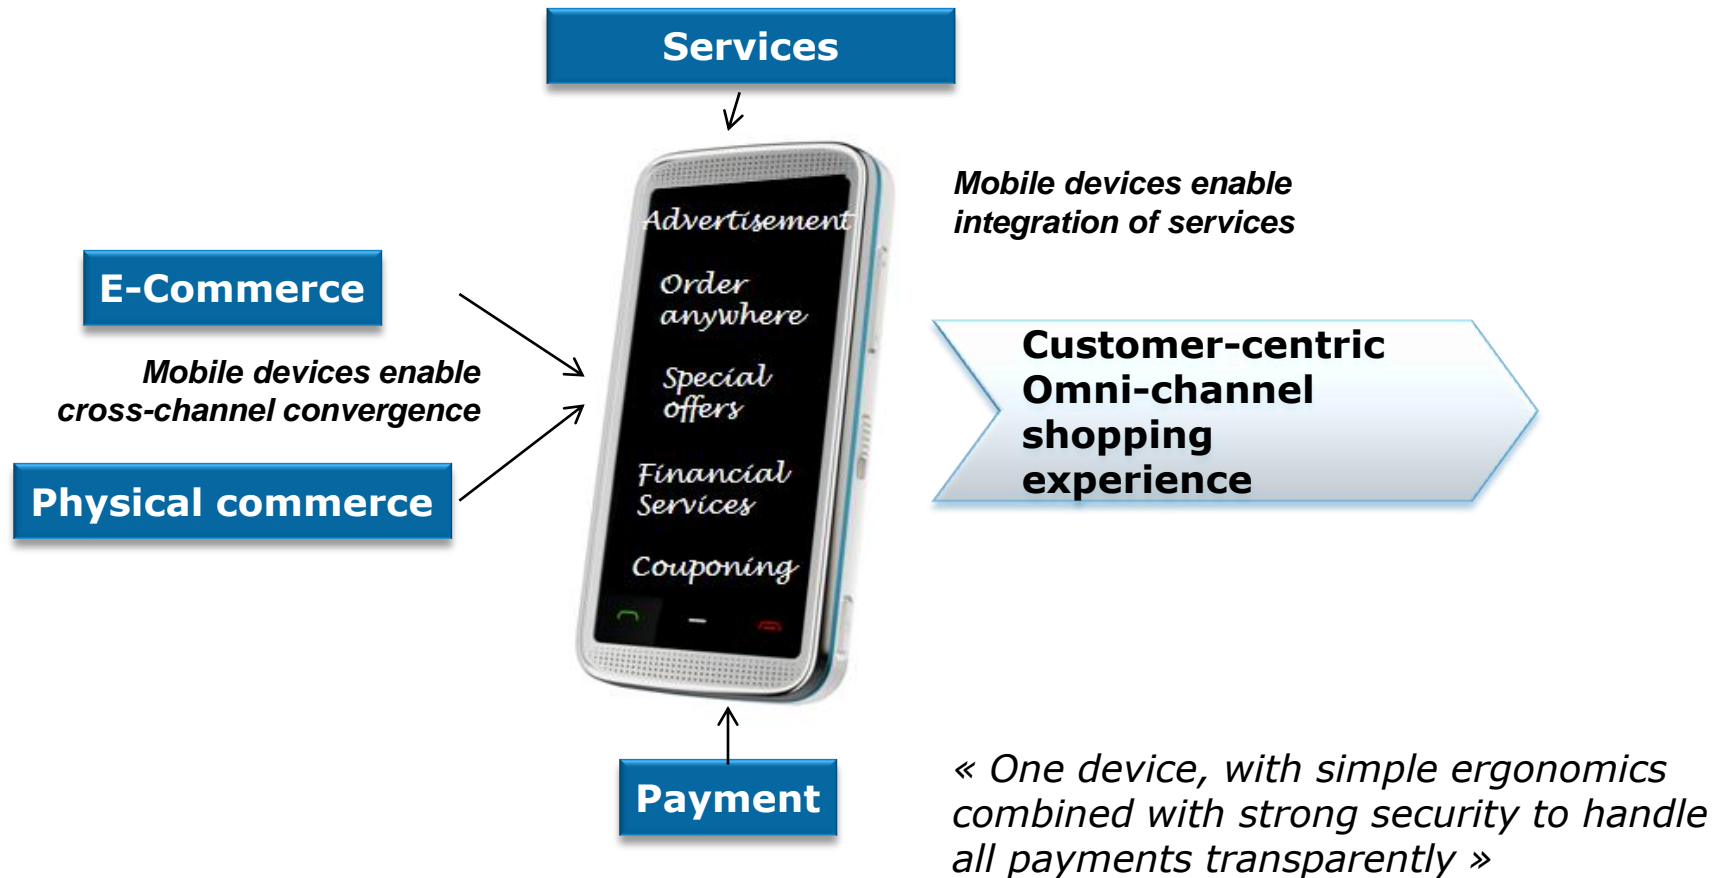 Services
Mobile devices enable
integration of services
Advertisement
Order
anywhere
Special
offers
Financial
Services
Couponing
E-Commerce
Mobile devices enable
cross-channel convergence
Physical commerce
Customer-centric
Omni-channel
shopping
experience
Payment
« One device, with simple ergonomics
combined with strong security to handle
all payments transparently »